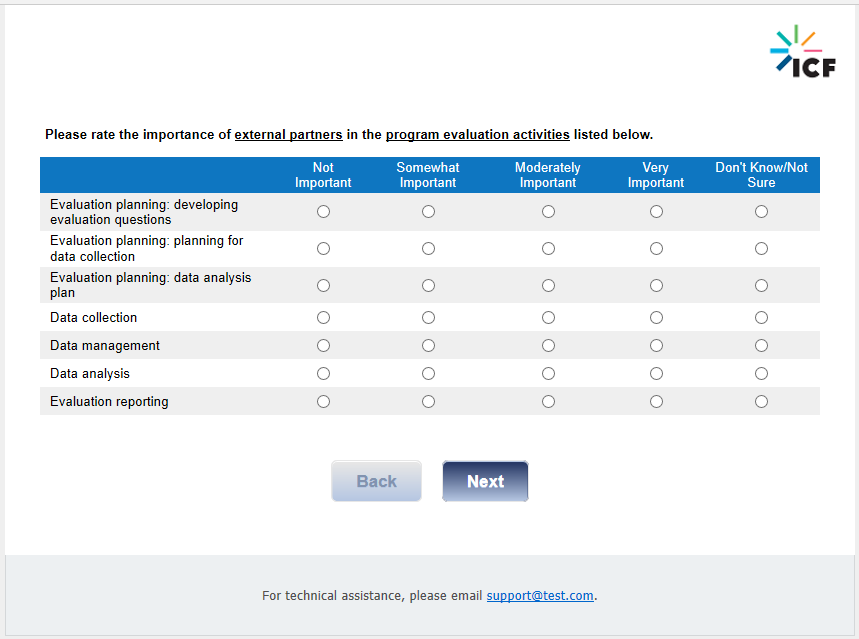 ICF
Please rate the importance of external partners in the program evaluation activities listed below.
Not Important
Somewhat Important
Moderately Important
Very Important
Don't Know/Not Sure
Evaluation planning: developing
evaluation questions
Evaluation planning: planning for
data collection
Evaluation planning: data analysis
plan
Data collection
Data management
Data analysis
Evaluation reporting
Back
Next
For technical assistance, please email support@test.com.